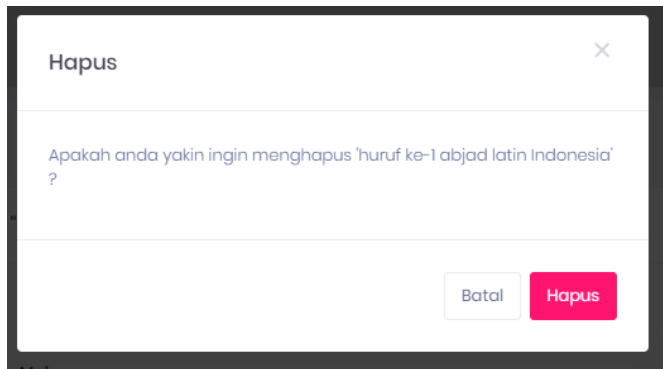 Hapus
Apakah anda yakin ingin menghapus 'huruf ke-1 abjad latin Indonesia'
?
Batal
Hapus